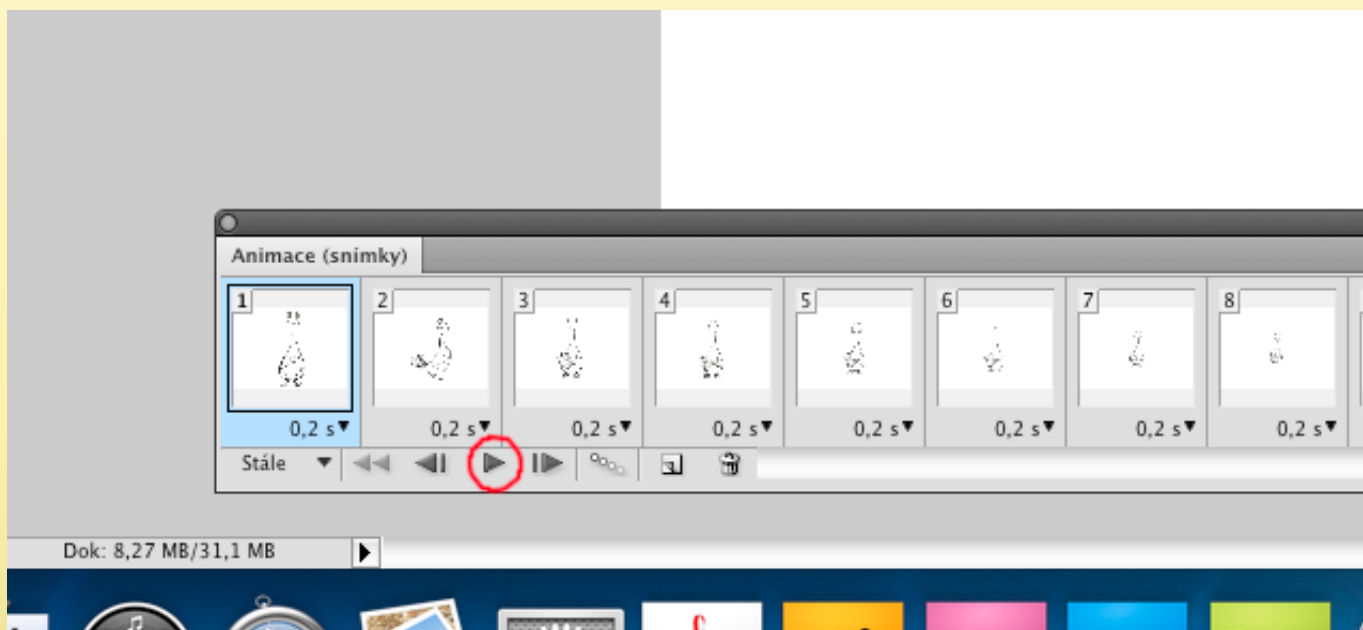 Animace (snímky)
1 2 3 4 5 6 7 8
0,2 s 0,2 s 0,2 s 0,2 s 0,2 s 0,2 s 0,2 s 0,2 s
Stále
Dok: 8,27 MB/31,1 MB